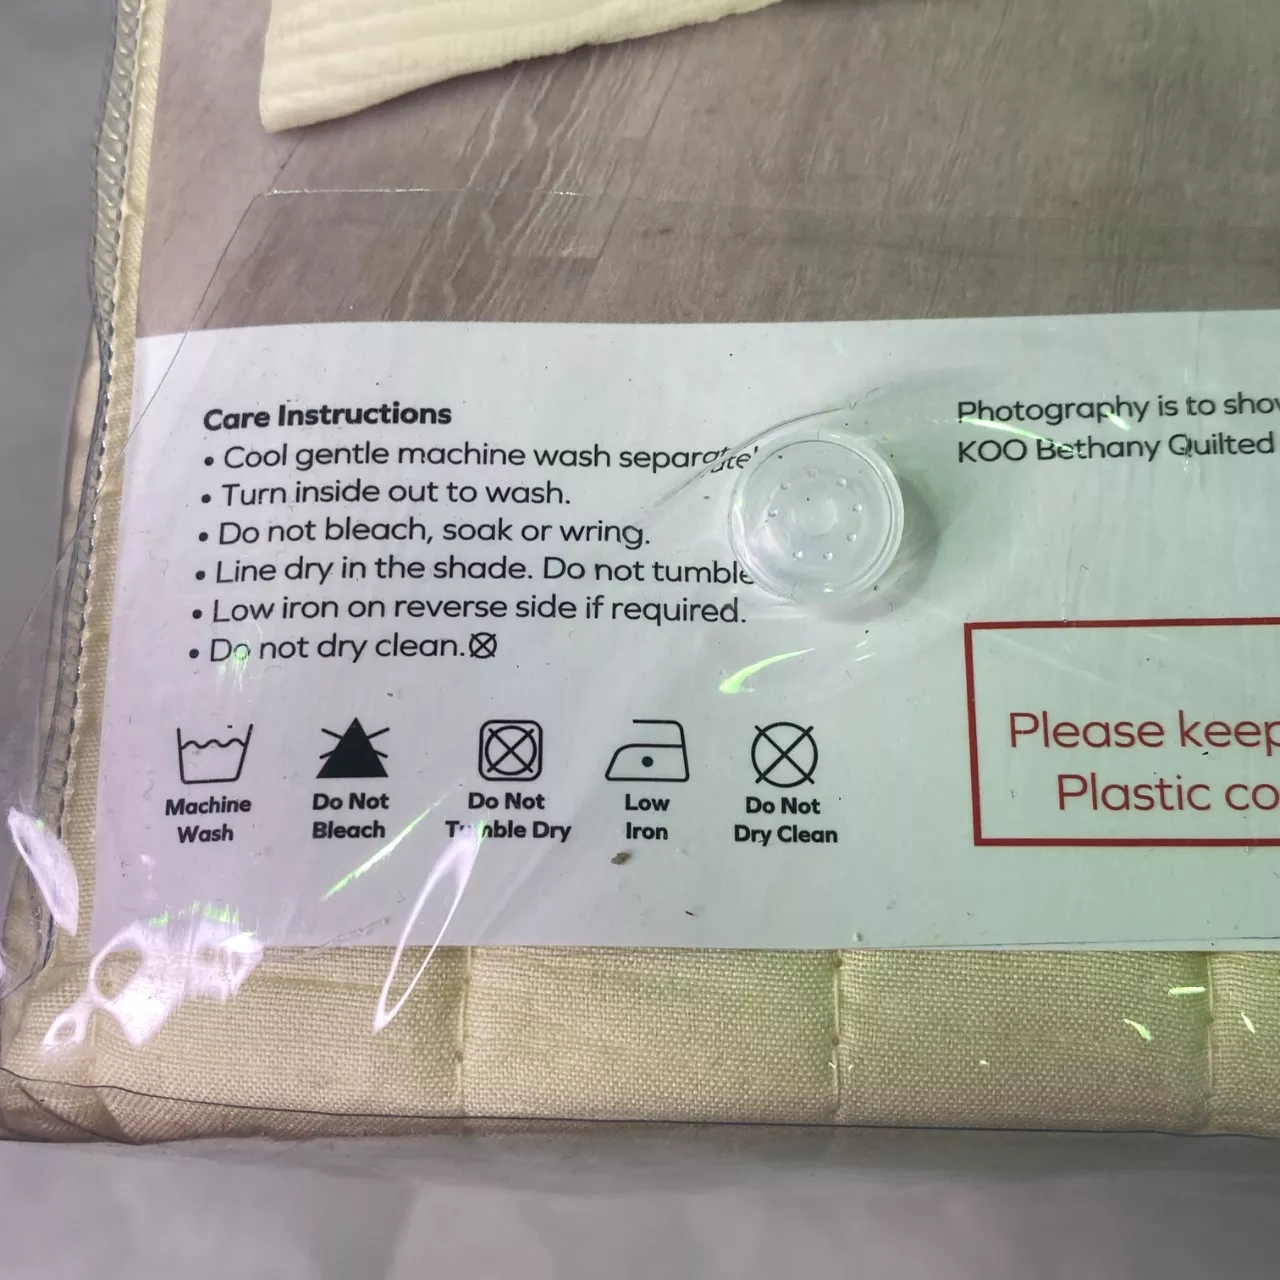 Care Instructions
• Cool gentle machine wash
• Turn inside out to wash.
• Do not bleach, soak or wring.
• Line dry in the shade. Do not tumble
• Low iron on reverse side if required.
• Do not dry clean.
Machine Wash
Do Not Bleach
Do Not Tumble Dry
Low Iron
Do Not Dry Clean
Photography is to
KOO Bethany Quilted
Please keep
Plastic